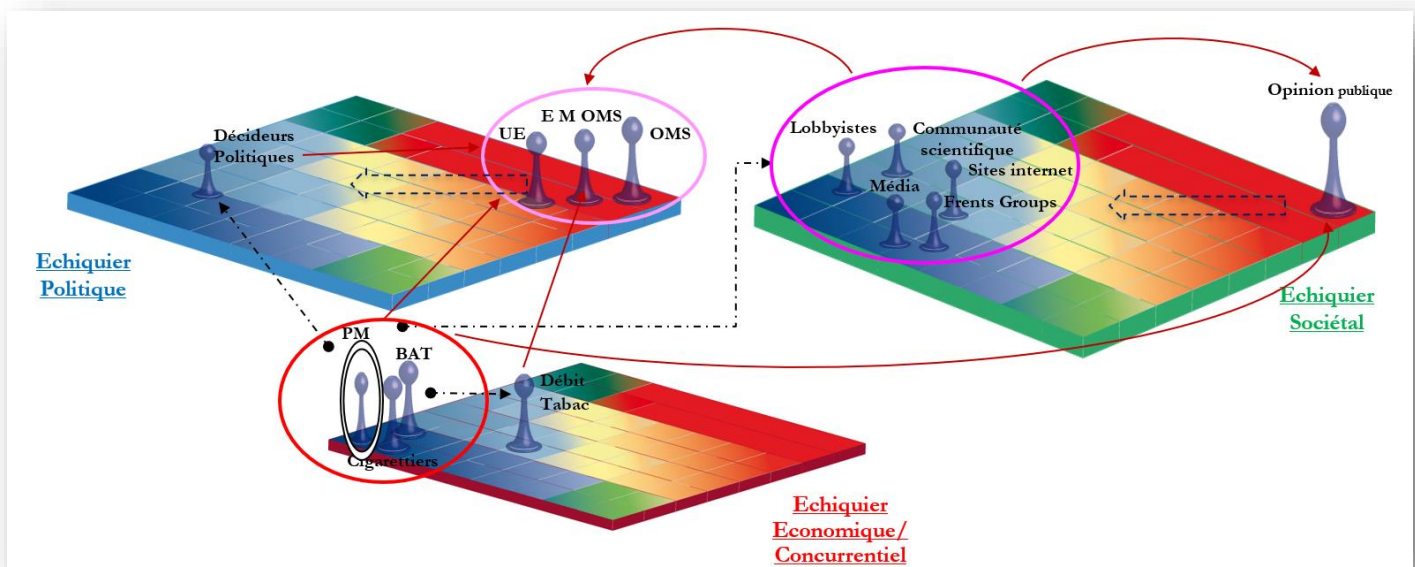 Décideurs
Politiques
UE
E M OMS
OMS
Echiquier
Politique
Lobbyistes
Communauté
scientifique
Sites internet
Média
Frents Groups
Opinion publique
Echiquier
Sociétal
PM
BAT
Cigarettiers
Débit
Tabac
Echiquier
Economique/
Concurrentiel